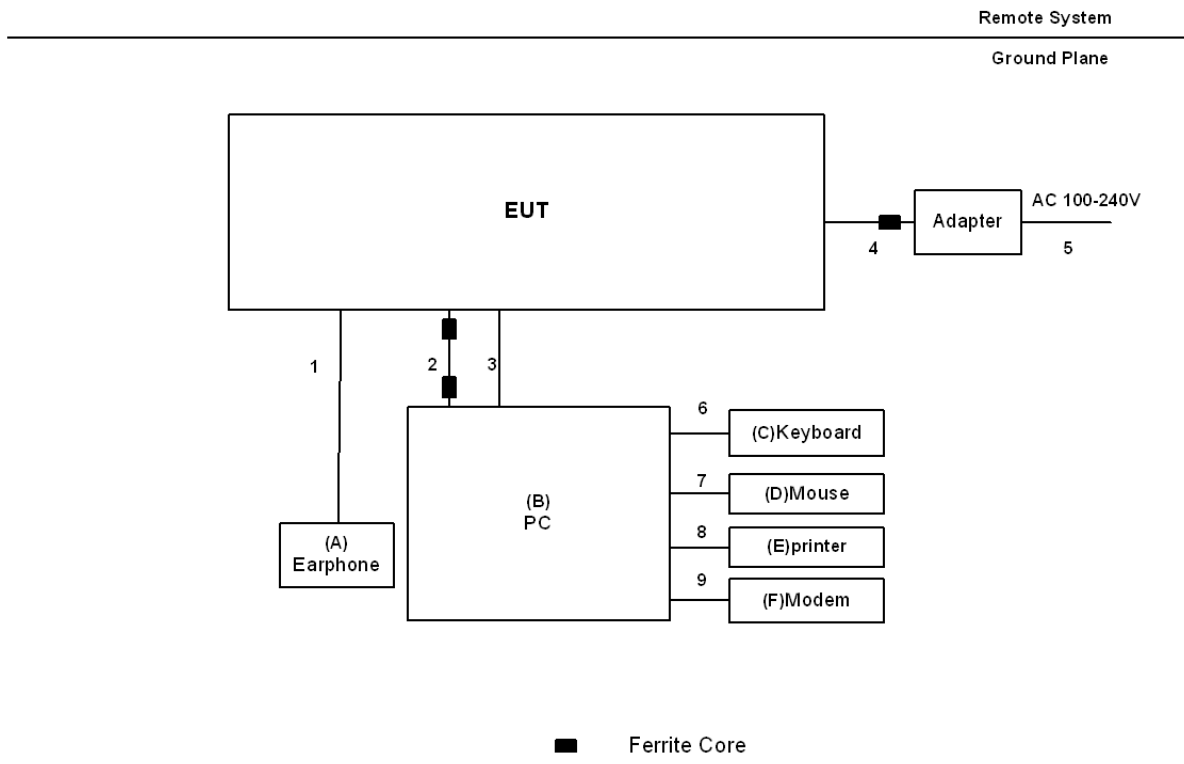 Remote System
Ground Plane
EUT
AC 100-240V
Adapter
4
5
1
2
3
6
(C)Keyboard
7
(D)Mouse
(B)
PC
8
(E)printer
(A)
Earphone
9
(F)Modem
Ferrite Core